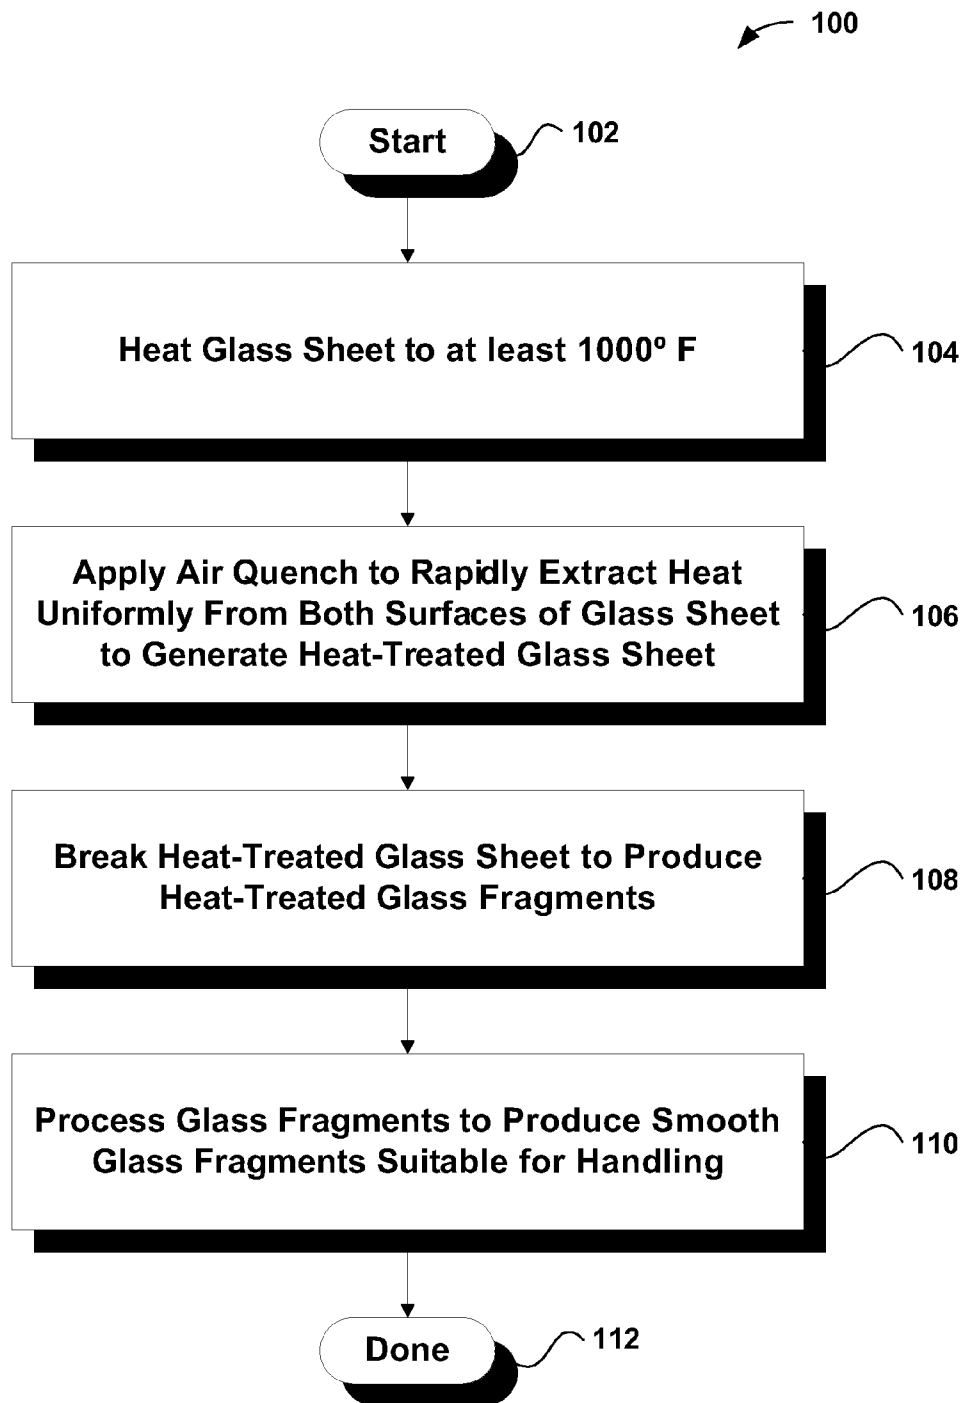 100
Start
102
Heat Glass Sheet to at least 1000º F
104
Apply Air Quench to Rapidly Extract Heat
Uniformly From Both Surfaces of Glass Sheet
to Generate Heat-Treated Glass Sheet
106
Break Heat-Treated Glass Sheet to Produce
Heat-Treated Glass Fragments
108
Process Glass Fragments to Produce Smooth
Glass Fragments Suitable for Handling
110
Done
112